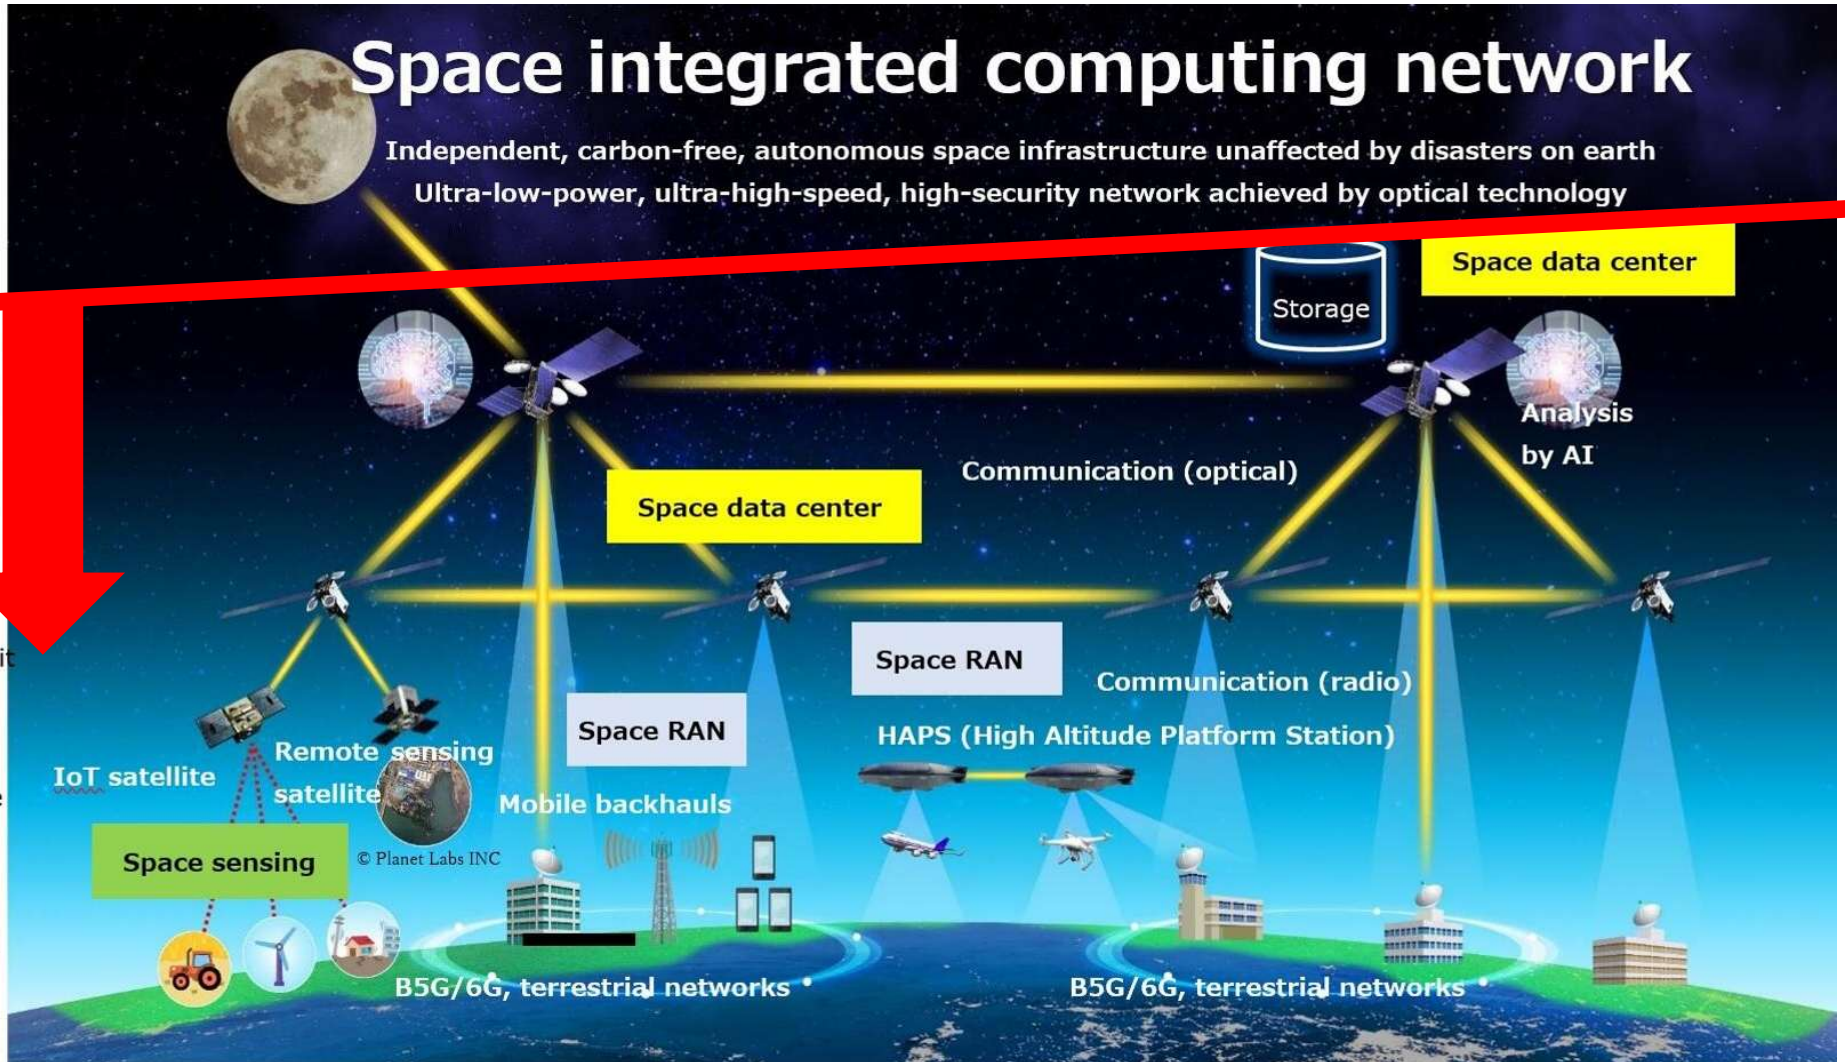 Space integrated computing network
Independent, carbon-free, autonomous space infrastructure unaffected by disasters on earth
Ultra-low-power, ultra-high-speed, high-security network achieved by optical technology
Space data center
Storage
Analysis
by AI
Communication (optical)
Space data center
Space RAN
Communication (radio)
Space RAN
HAPS (High Altitude Platform Station)
IoT satellite
Remote sensing
satellite
Mobile backhauls
Space sensing
© Planet Labs INC
B5G/6G, terrestrial networks
B5G/6G, terrestrial networks